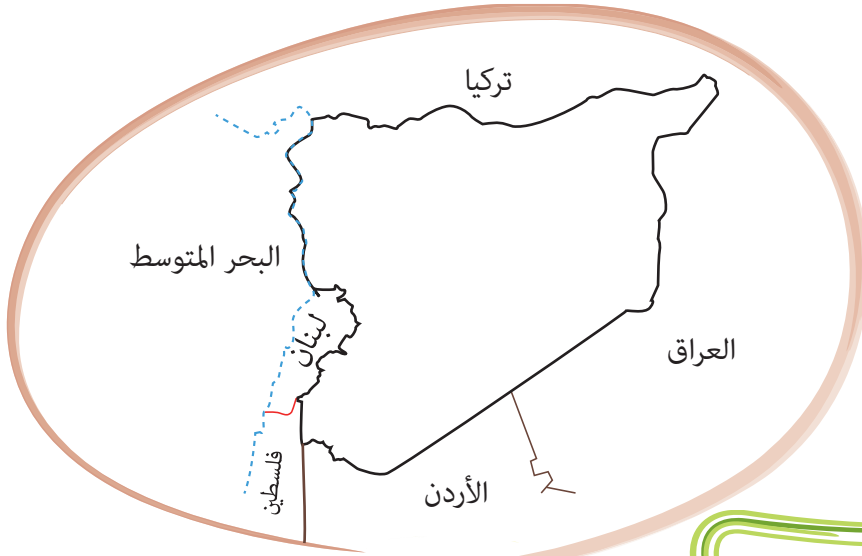 تركيا
البحر المتوسط
لبنان
العراق
فلسطين
الأردن